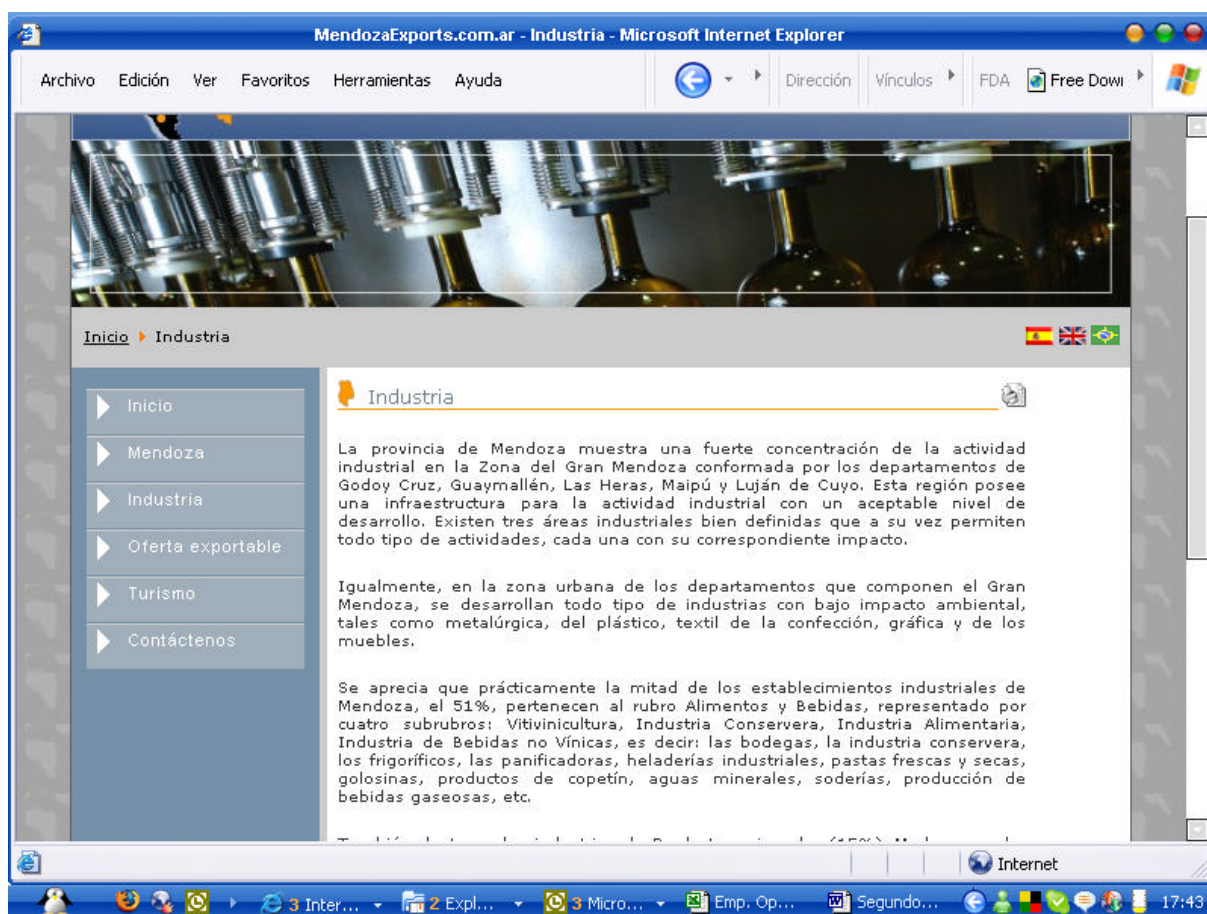 MendozaExports.com.ar - Industria - Microsoft Internet Explorer
Archivo Edición Ver Favoritos Herramientas Ayuda Dirección Vínculos FDA Free Dowr
Inicio Industria
Inicio
Mendoza
Industria
Oferta exportable
Turismo
Contáctenos
Industria
La provincia de Mendoza muestra una fuerte concentración de la actividad
industrial en la Zona del Gran Mendoza conformada por los departamentos de
Godoy Cruz, Guaymallén, Las Heras, Maipú y Luján de Cuyo. Esta región posee
una infraestructura para la actividad industrial con un aceptable nivel de
desarrollo. Existen tres áreas industriales bien definidas que a su vez permiten
todo tipo de actividades, cada una con su correspondiente impacto.
Igualmente, en la zona urbana de los departamentos que componen el Gran
Mendoza, se desarrollan todo tipo de industrias con bajo impacto ambiental,
tales como metalúrgica, del plástico, textil de la confección, gráfica y de los
muebles.
Se aprecia que prácticamente la mitad de los establecimientos industriales de
Mendoza, el 51%, pertenecen al rubro Alimentos y Bebidas, representado por
cuatro subrubros: Vitivinicultura, Industria Conservera, Industria Alimentaria,
Industria de Bebidas no Vínicas, es decir: las bodegas, la industria conservera,
los frigoríficos, las panificadoras, heladerías industriales, pastas frescas y secas,
golosinas, productos de copetín, aguas minerales, soderías, producción de
bebidas gaseosas, etc.
Internet
3 Inter... 2 Expl... 3 Micro... Emp. Op... Segundo... 17:43